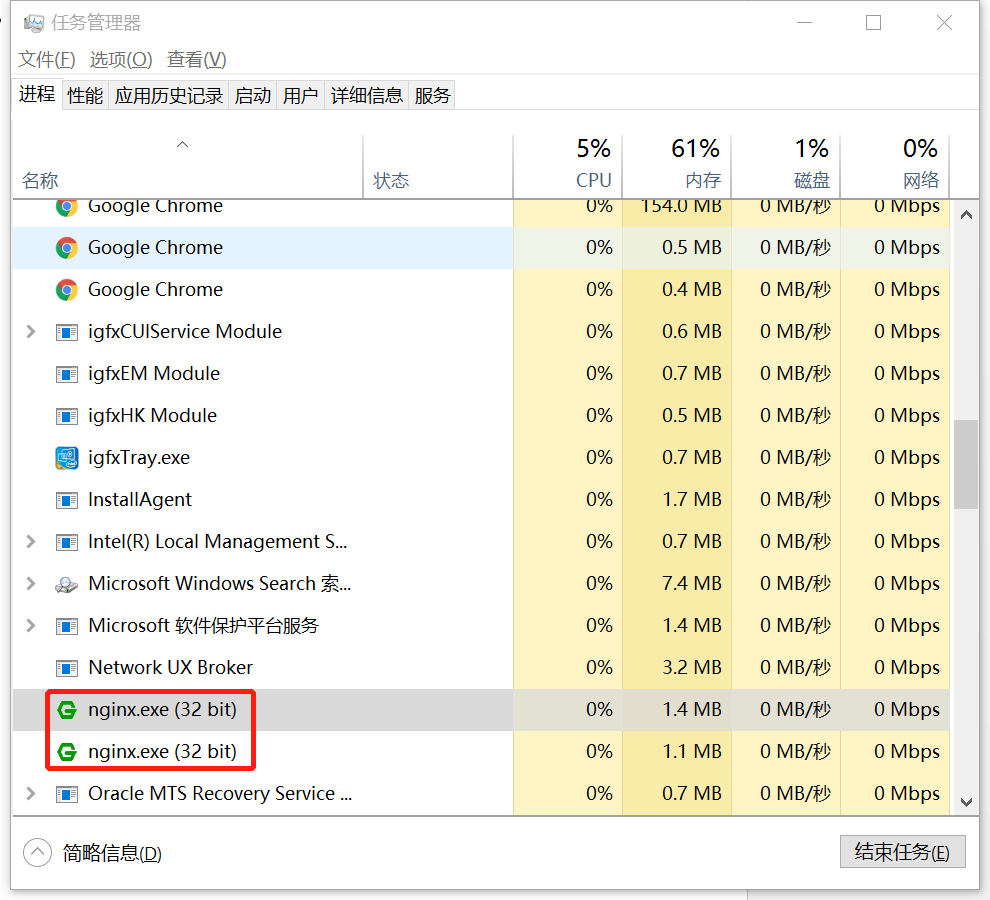 任务管理器
文件(F) 选项(O) 查看(V)
进程 性能 应用历史记录 启动 用户 详细信息 服务
5% 61% 1% 0%
名称 状态 CPU 内存 磁盘 网络
Google Chrome 0% 154.0 MB 0 MB/秒 0 Mbps
Google Chrome 0% 0.5 MB 0 MB/秒 0 Mbps
Google Chrome 0% 0.4 MB 0 MB/秒 0 Mbps
igfxCUIService Module 0% 0.6 MB 0 MB/秒 0 Mbps
igfxEM Module 0% 0.7 MB 0 MB/秒 0 Mbps
igfxHK Module 0% 0.5 MB 0 MB/秒 0 Mbps
igfxTray.exe 0% 0.7 MB 0 MB/秒 0 Mbps
InstallAgent 0% 1.7 MB 0 MB/秒 0 Mbps
Intel(R) Local Management S... 0% 0.7 MB 0 MB/秒 0 Mbps
Microsoft Windows Search 索... 0% 7.4 MB 0 MB/秒 0 Mbps
Microsoft 软件保护平台服务 0% 1.4 MB 0 MB/秒 0 Mbps
Network UX Broker 0% 3.2 MB 0 MB/秒 0 Mbps
nginx.exe (32 bit) 0% 1.4 MB 0 MB/秒 0 Mbps
nginx.exe (32 bit) 0% 1.1 MB 0 MB/秒 0 Mbps
Oracle MTS Recovery Service ... 0% 0.7 MB 0 MB/秒 0 Mbps
简略信息(D) 结束任务(E)